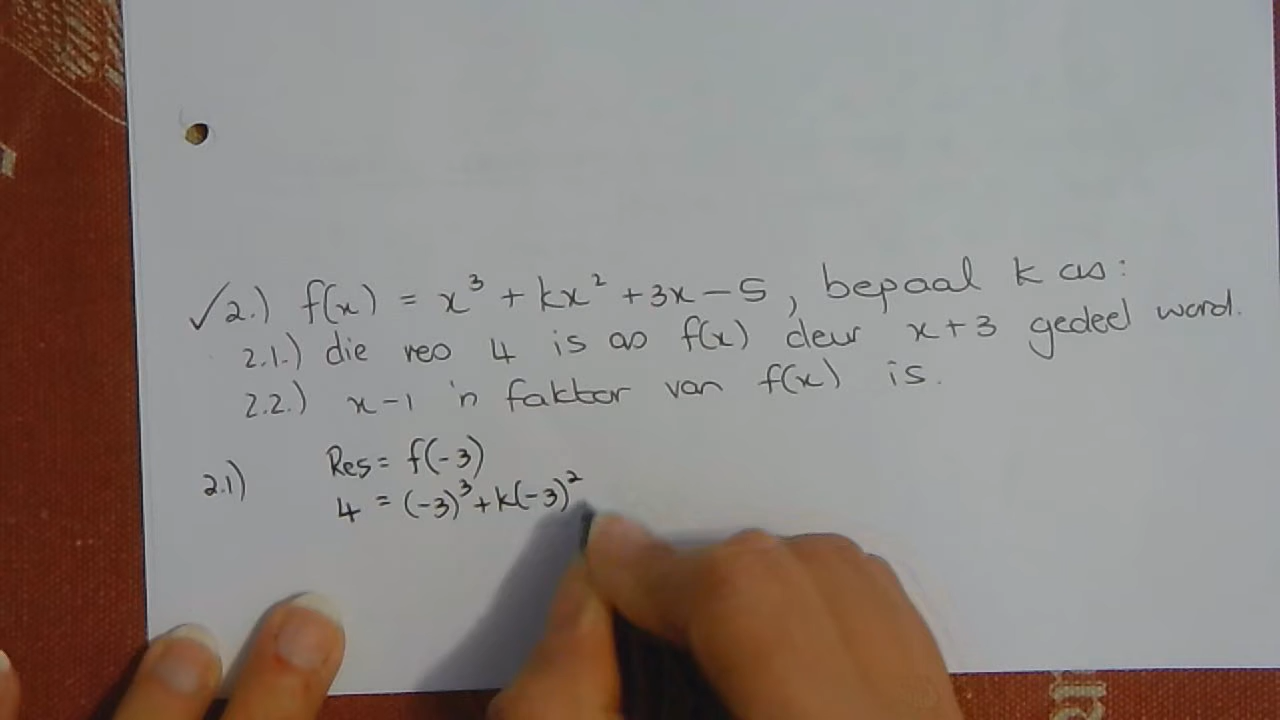 ✓2.) f(x) = x³ + kx² + 3x - 5, bepaal k as:
2.1.) die res 4 is as f(x) deur x+3 gedeel word.
2.2.) x-1 'n faktor van f(x) is.
2.1) Res = f(-3)
4 = (-3)³ + k(-3)²